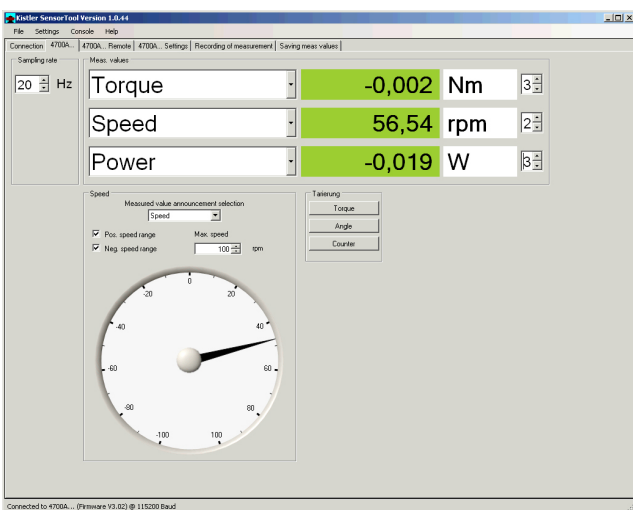 Kistler SensorTool Version 1.0.44
File Settings Console Help
Connection 4700A... 4700A... Remote 4700A... Settings Recording of measurement Saving meas values
Sampling rate
20 Hz
Meas. values
Torque -0,002 Nm 3
Speed 56,54 rpm 2
Power -0,019 W 3
Speed
Measured value announcement selection
Speed
Pos. speed range Max. speed
Neg. speed range 100 rpm
0
-20 20
-40 40
-60 60
-80 80
-100 100
Tarierung
Torque
Angle
Counter
Connected to 4700A... (Firmware V3.02) @ 115200 Baud